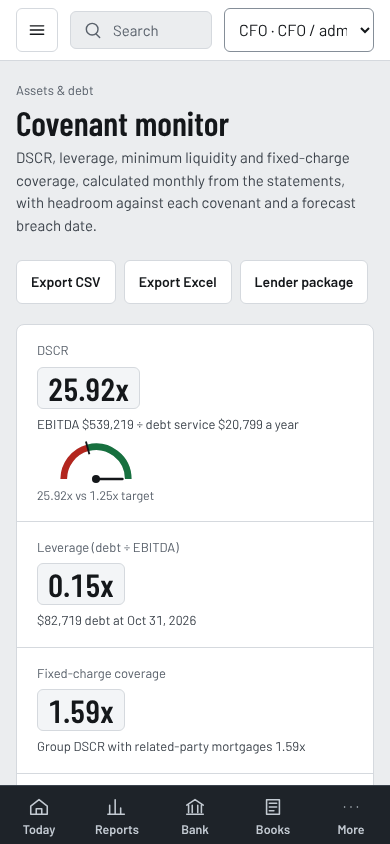 Search
CFO · CFO / adm
Assets & debt
Covenant monitor
DSCR, leverage, minimum liquidity and fixed-charge
coverage, calculated monthly from the statements,
with headroom against each covenant and a forecast
breach date.
Export CSV
Export Excel
Lender package
DSCR
25.92x
EBITDA $539,219 ÷ debt service $20,799 a year
25.92x vs 1.25x target
Leverage (debt ÷ EBITDA)
0.15x
$82,719 debt at Oct 31, 2026
Fixed-charge coverage
1.59x
Group DSCR with related-party mortgages 1.59x
Today
Reports
Bank
Books
More